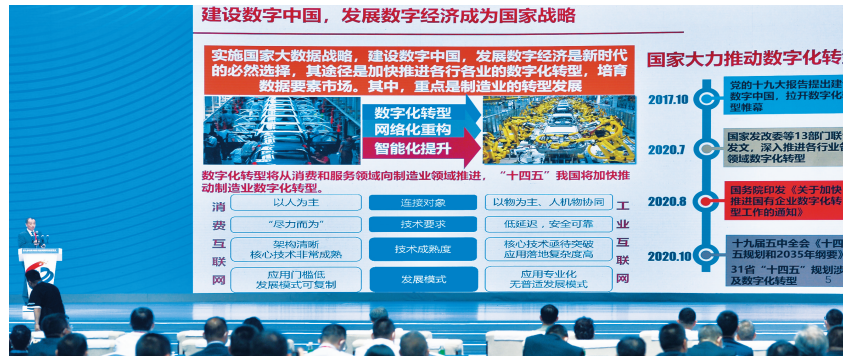 建设数字中国，发展数字经济成为国家战略
实施国家大数据战略，建设数字中国，发展数字经济是新时代
的必然选择，其途径是加快推进各行各业的数字化转型，培育
数据要素市场。其中，重点是制造业的转型发展
数字化转型
网络化重构
智能化提升
数字化转型将从消费和服务领域向制造业领域推进，“十四五”我国将加快推
动制造业数字化转型。
消费互联网
以人为主
连接对象
以物为主、人机物协同
“尽力而为”
技术要求
低延迟，安全可靠
架构清晰
核心技术非常成熟
技术成熟度
核心技术亟待突破
应用落地复杂度高
应用门槛低
发展模式可复制
发展模式
应用专业化
无普适发展模式
工业互联网
国家大力推动数字化转
2017.10
党的十九大报告提出建
数字中国，拉开数字化
型帷幕
2020.7
国家发改委等13部门联
发文，深入推进各行业
领域数字化转型
2020.8
国务院印发《关于加快
推进国有企业数字化转
型工作的通知》
2020.10
十九届五中全会《十四
五规划和2035年纲要》
31省“十四五”规划涉
及数字化转型
5